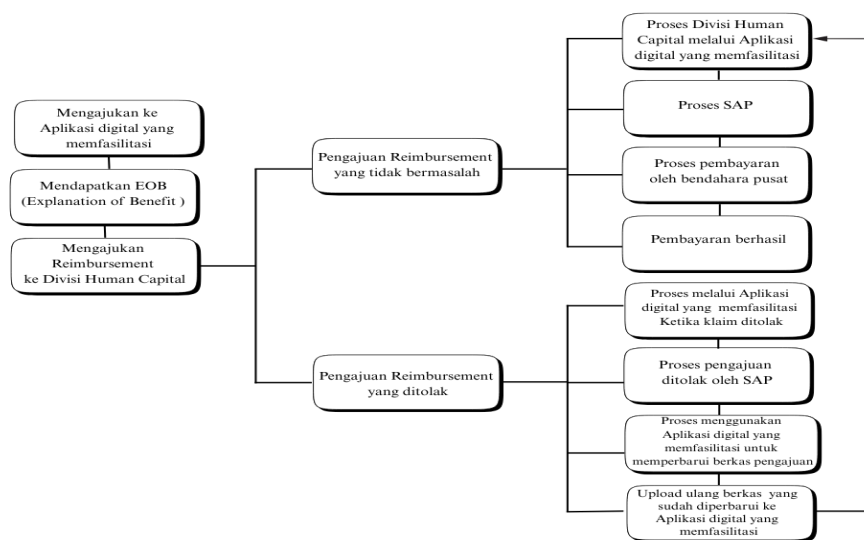 Mengajukan ke
Aplikasi digital yang
memfasilitasi
Mendapatkan EOB
(Explanation of Benefit )
Mengajukan
Reimbursement
ke Divisi Human Capital
Pengajuan Reimbursement
yang tidak bermasalah
Proses Divisi Human
Capital melalui Aplikasi
digital yang memfasilitasi
Proses SAP
Proses pembayaran
oleh bendahara pusat
Pembayaran berhasil
Pengajuan Reimbursement
yang ditolak
Proses melalui Aplikasi
digital yang memfasilitasi
Ketika klaim ditolak
Proses pengajuan
ditolak oleh SAP
Proses menggunakan
Aplikasi digital yang
memfasilitasi untuk
memperbarui berkas pengajuan
Upload ulang berkas yang
sudah diperbarui ke
Aplikasi digital yang
memfasilitasi